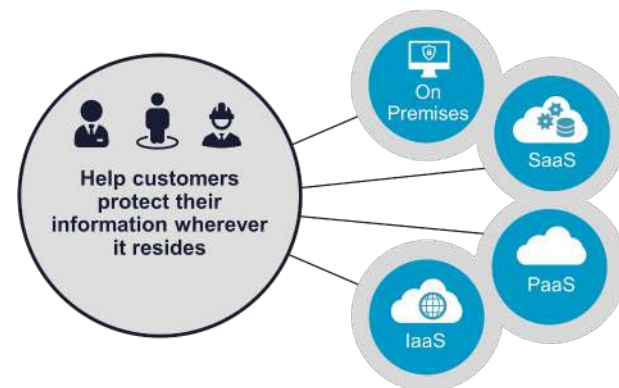 Help customers
protect their
information wherever
it resides
On
Premises
SaaS
PaaS
IaaS